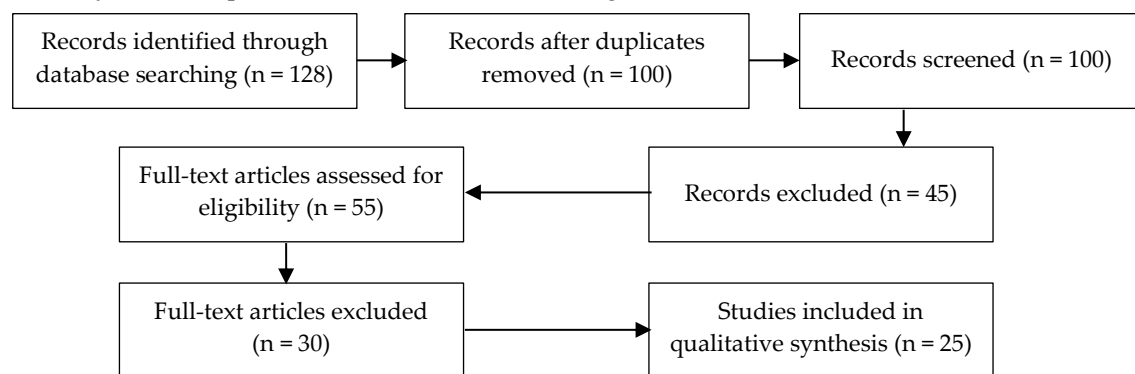 Records identified through
database searching (n = 128)
Records after duplicates
removed (n = 100)
Records screened (n = 100)
Full-text articles assessed for
eligibility (n = 55)
Records excluded (n = 45)
Full-text articles excluded
(n = 30)
Studies included in
qualitative synthesis (n = 25)